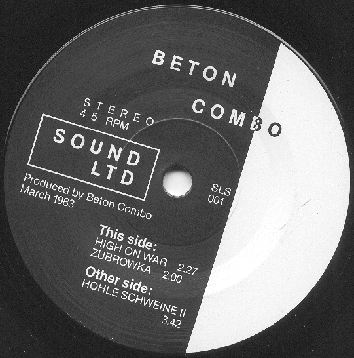 BETON
COMBO
STEREO
45 RPM
SOUND
LTD
SLS
001
Produced by Beton Combo
March 1983
This side:
HIGH ON WAR 2.27
ZUBROWKA 2.00
Other side:
HOHLE SCHWEINE II
3.42